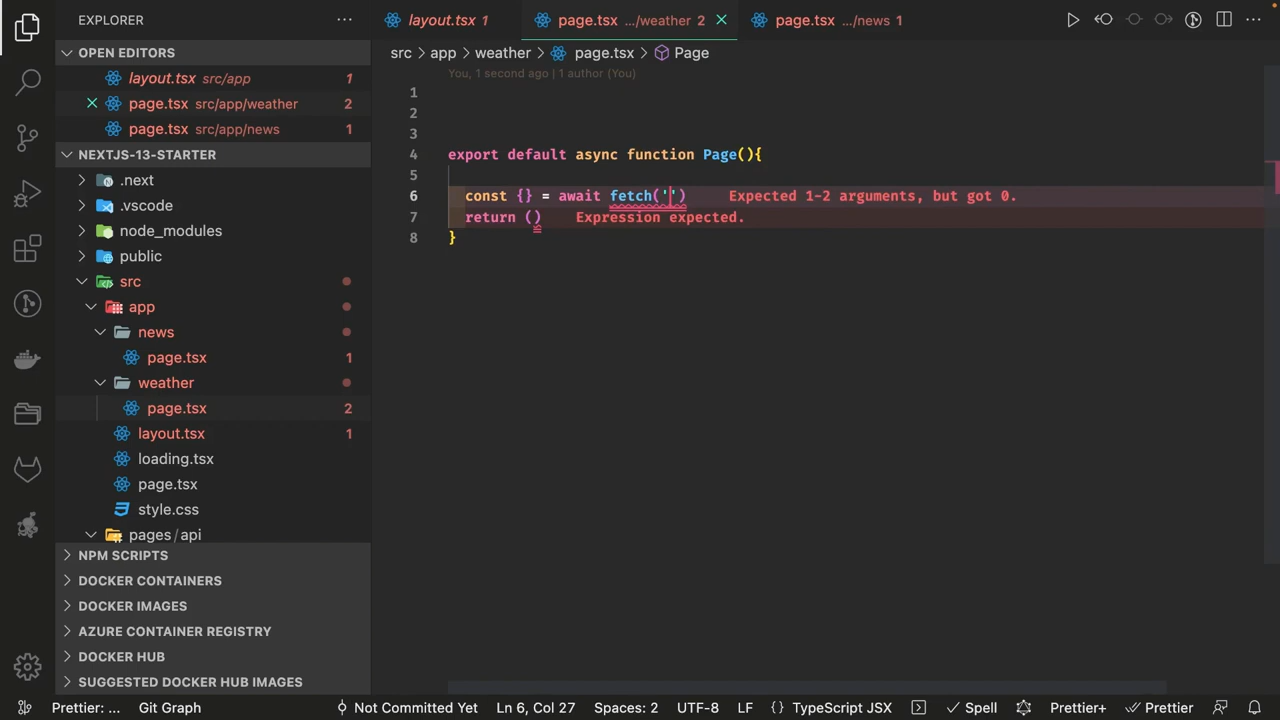 EXPLORER
OPEN EDITORS
layout.tsx src/app 1
page.tsx src/app/weather 2
page.tsx src/app/news 1
NEXTJS-13-STARTER
.next
.vscode
node_modules
public
src
app
news
page.tsx 1
weather
page.tsx 2
layout.tsx 1
loading.tsx
page.tsx
style.css
pages/api
NPM SCRIPTS
DOCKER CONTAINERS
DOCKER IMAGES
AZURE CONTAINER REGISTRY
DOCKER HUB
SUGGESTED DOCKER HUB IMAGES
layout.tsx 1
page.tsx .../weather 2
page.tsx .../news 1
src > app > weather > page.tsx > Page
You, 1 second ago | 1 author (You)
1
2
3
4 export default async function Page(){
5
6 const {} = await fetch('') Expected 1-2 arguments, but got 0.
7 return () Expression expected.
8 }
Prettier: ... Git Graph Not Committed Yet Ln 6, Col 27 Spaces: 2 UTF-8 LF {} TypeScript JSX Spell Prettier+ Prettier